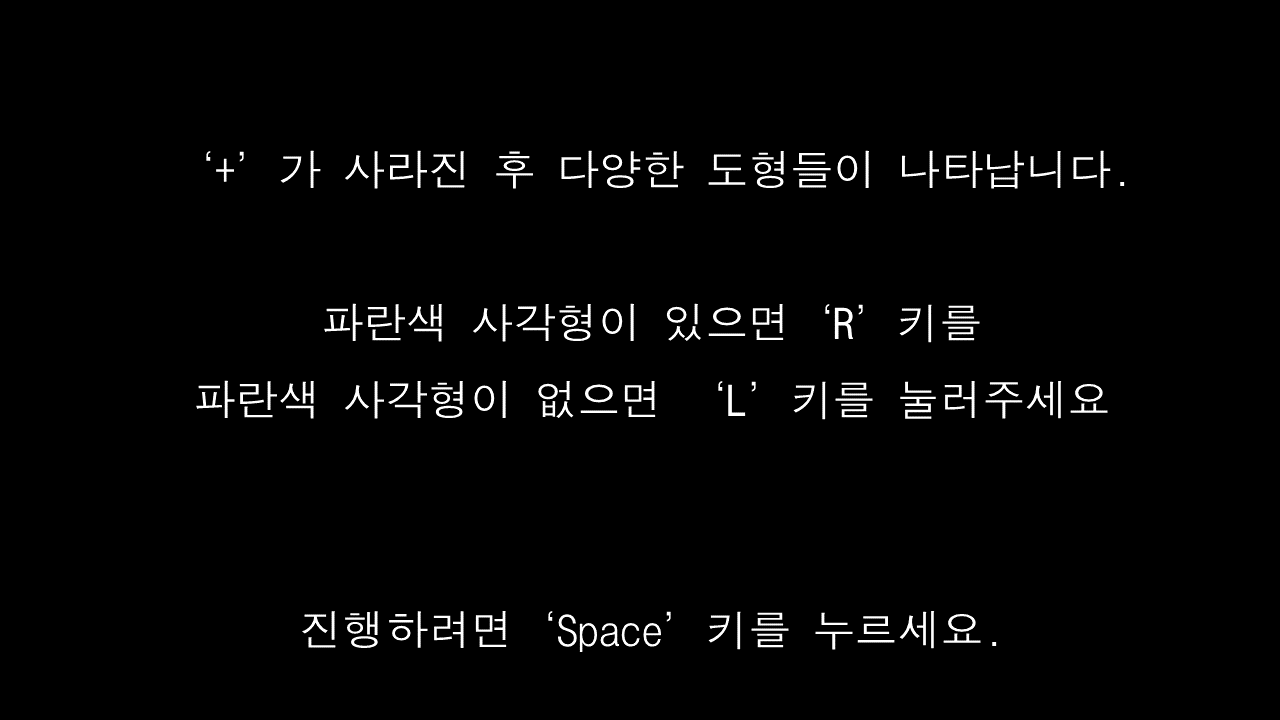 ‘+’ 가 사라진 후 다양한 도형들이 나타납니다.
파란색 사각형이 있으면 ‘R’ 키를
파란색 사각형이 없으면 ‘L’ 키를 눌러주세요
진행하려면 ‘Space’ 키를 누르세요.